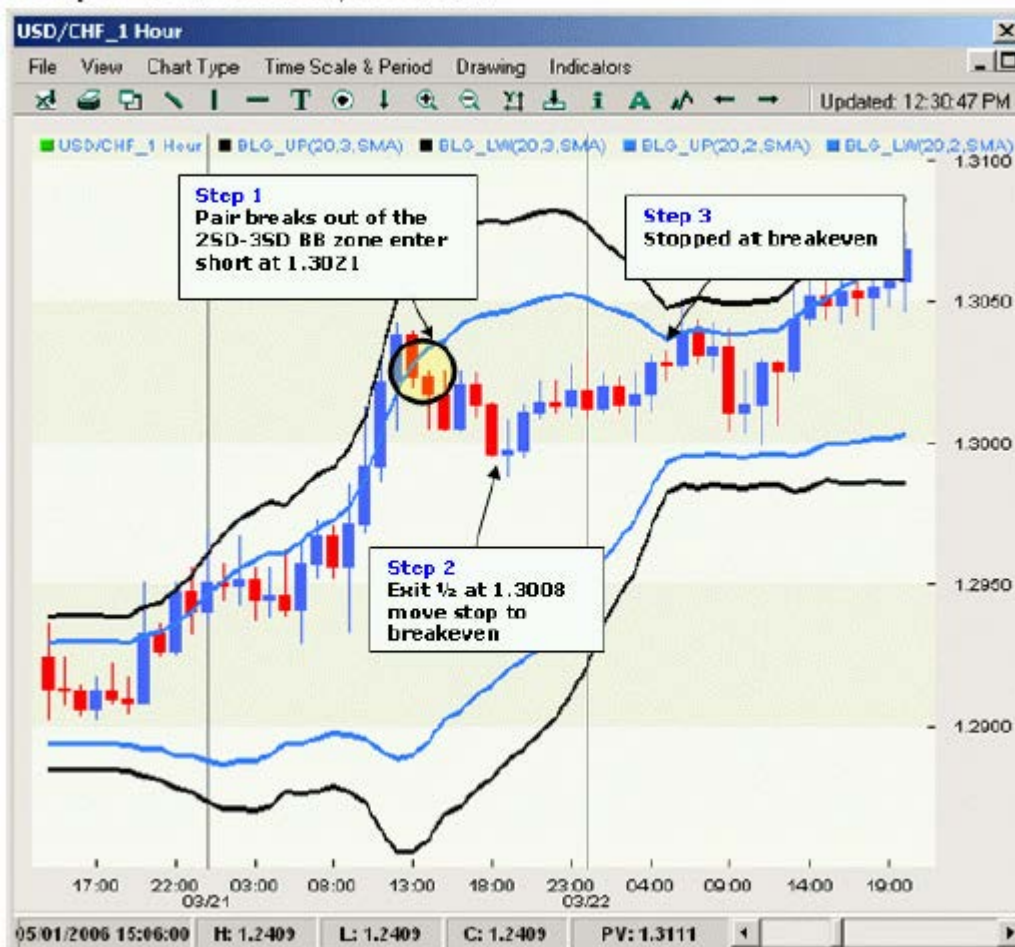 USD/CHF_1 Hour
File View Chart Type Time Scale & Period Drawing Indicators
Updated: 12:30:47 PM
USD/CHF_1 Hour BLG_UP(20,3,SMA) BLG_LW(20,3,SMA) BLG_UP(20,2,SMA) BLG_LW(20,2,SMA)
1.3100
Step 1
Pair breaks out of the
2SD-3SD BB zone enter
short at 1.3021
Step 3
Stopped at breakeven
1.3050
1.3000
Step 2
Exit ½ at 1.3008
move stop to
breakeven
1.2950
1.2900
17:00 22:00 03:00 08:00 13:00 18:00 23:00 04:00 09:00 14:00 19:00
03/21 03/22
05/01/2006 15:06:00 H: 1.2409 L: 1.2409 C: 1.2409 PV: 1.3111